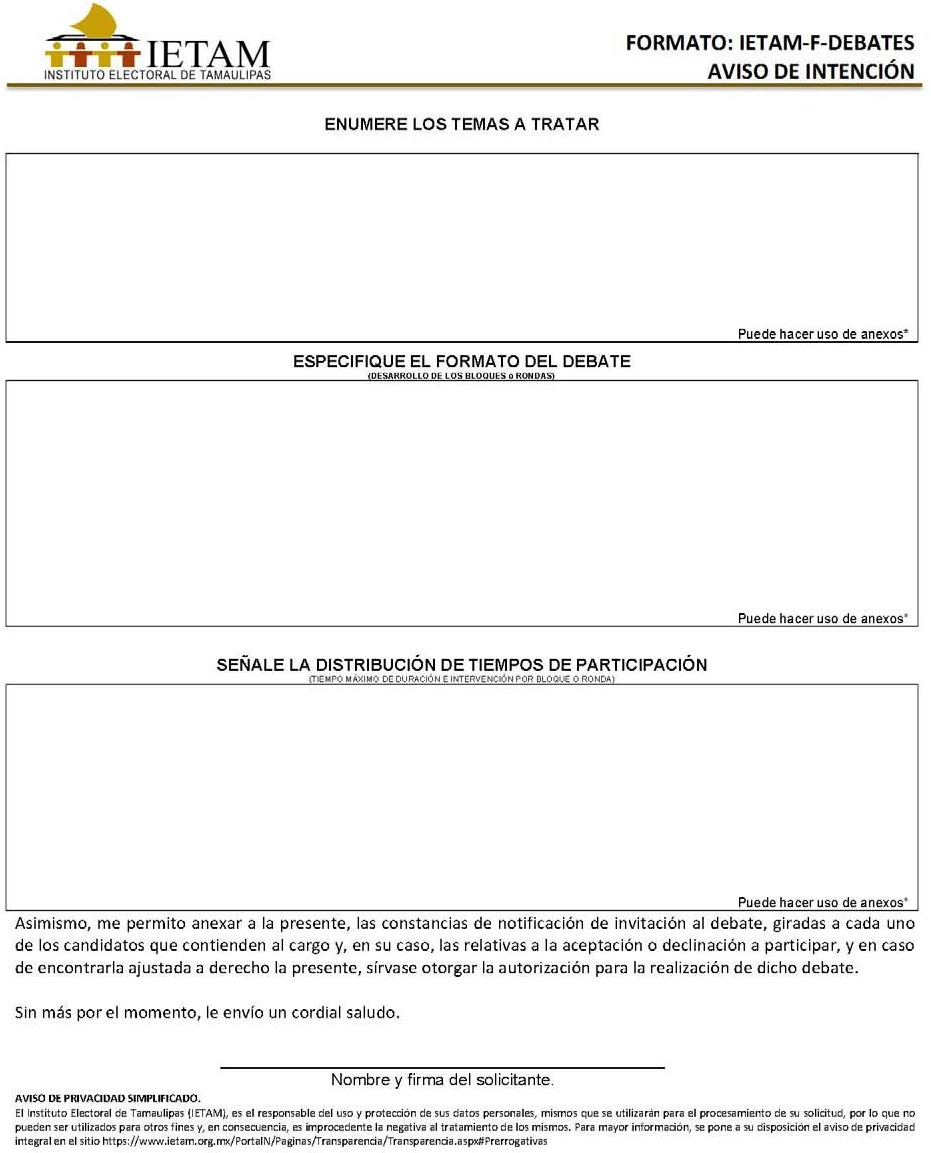 IETAM
INSTITUTO ELECTORAL DE TAMAULIPAS
FORMATO: IETAM-F-DEBATES
AVISO DE INTENCIÓN
ENUMERE LOS TEMAS A TRATAR
Puede hacer uso de anexos*
ESPECIFIQUE EL FORMATO DEL DEBATE
(DESARROLLO DE LOS BLOQUES o RONDAS)
Puede hacer uso de anexos*
SEÑALE LA DISTRIBUCIÓN DE TIEMPOS DE PARTICIPACIÓN
(TIEMPO MÁXIMO DE DURACIÓN E INTERVENCIÓN POR BLOQUE O RONDA)
Puede hacer uso de anexos*
Asimismo, me permito anexar a la presente, las constancias de notificación de invitación al debate, giradas a cada uno
de los candidatos que contienden al cargo y, en su caso, las relativas a la aceptación o declinación a participar, y en caso
de encontrarla ajustada a derecho la presente, sírvase otorgar la autorización para la realización de dicho debate.
Sin más por el momento, le envío un cordial saludo.
Nombre y firma del solicitante.
AVISO DE PRIVACIDAD SIMPLIFICADO.
El Instituto Electoral de Tamaulipas (IETAM), es el responsable del uso y protección de sus datos personales, mismos que se utilizarán para el procesamiento de su solicitud, por lo que no
pueden ser utilizados para otros fines y, en consecuencia, es improcedente la negativa al tratamiento de los mismos. Para mayor información, se pone a su disposición el aviso de privacidad
integral en el sitio https://www.ietam.org.mx/PortalN/Paginas/Transparencia/Transparencia.aspx#Prerrogativas